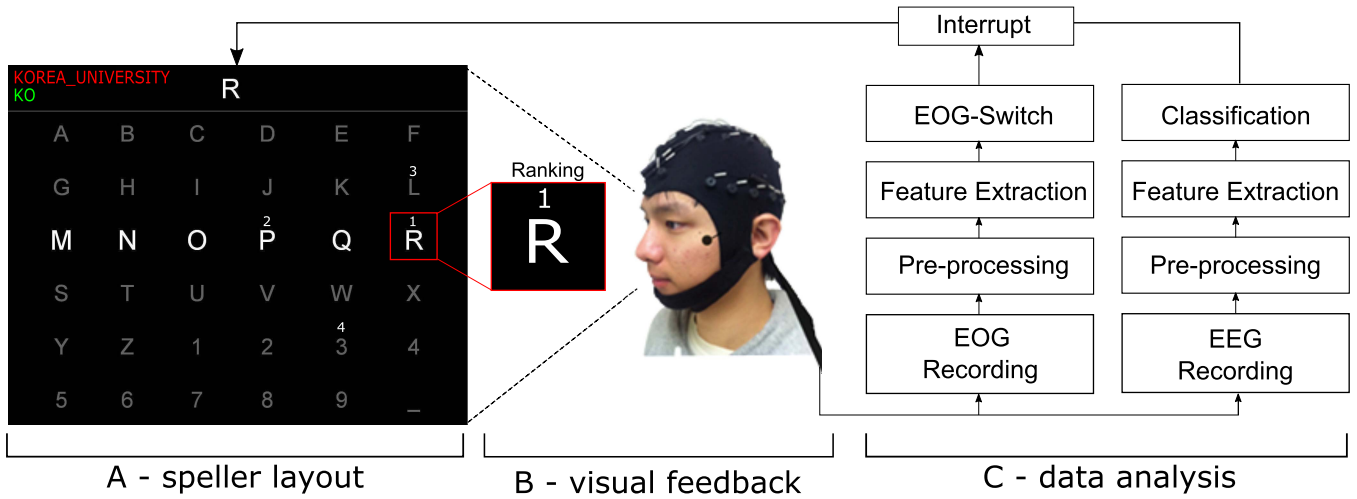 Interrupt
KOREA_UNIVERSITY
KO
R
A B C D E F
3
G H I J K L
2 1
M N O P Q R
S T U V W X
4
Y Z 1 2 3 4
5 6 7 8 9 _
Ranking
1
R
EOG-Switch
Feature Extraction
Pre-processing
EOG
Recording
Classification
Feature Extraction
Pre-processing
EEG
Recording
A - speller layout
B - visual feedback
C - data analysis